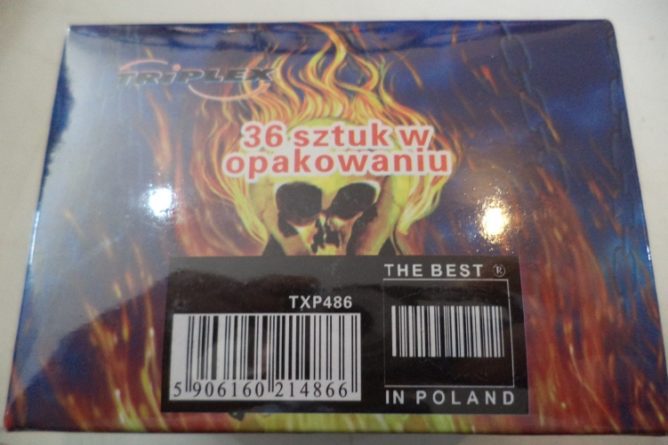 TRiPLEX
36 sztuk w
opakowaniu
TXP486
5 906160 214866
THE BEST ®
IN POLAND